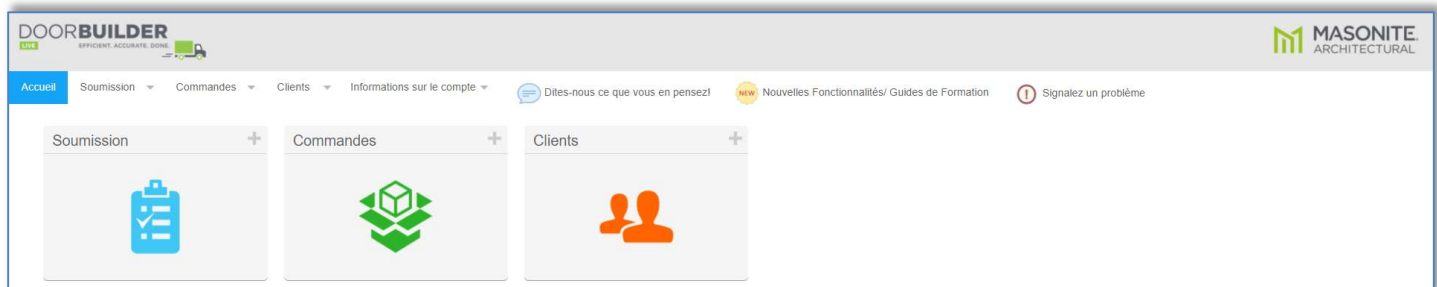 DOORBUILDER
LIVE EFFICIENT. ACCURATE. DONE.
MASONITE.
ARCHITECTURAL
Accueil Soumission Commandes Clients Informations sur le compte Dites-nous ce que vous en pensez! NEW Nouvelles Fonctionnalités/ Guides de Formation Signalez un problème
Soumission Commandes Clients